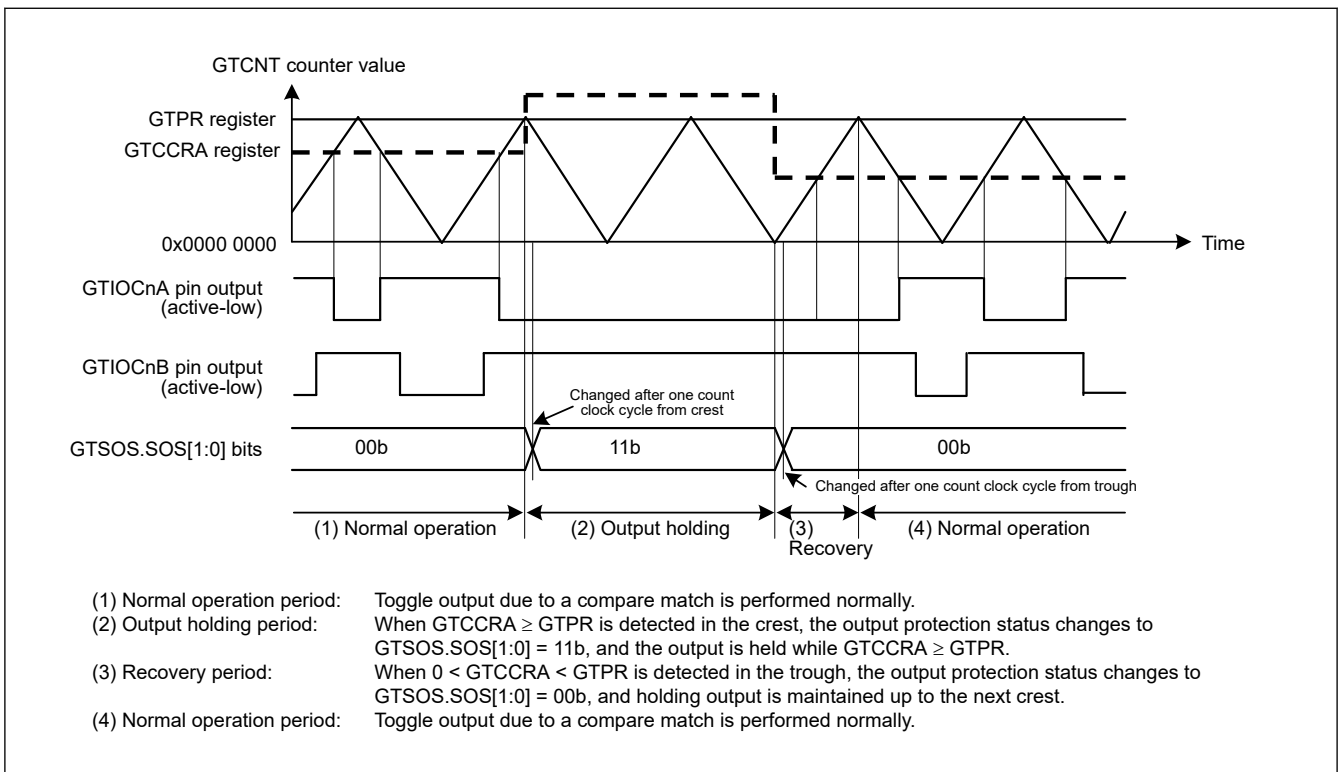 GTCNT counter value
GTPR register
GTCCRA register
0x0000 0000
Time
GTIOCnA pin output
(active-low)
GTIOCnB pin output
(active-low)
Changed after one count
clock cycle from crest
GTSOS.SOS[1:0] bits
00b
11b
00b
Changed after one count clock cycle from trough
(1) Normal operation
(2) Output holding
(3)
Recovery
(4) Normal operation
(1) Normal operation period: Toggle output due to a compare match is performed normally.
(2) Output holding period: When GTCCRA ≥ GTPR is detected in the crest, the output protection status changes to
GTSOS.SOS[1:0] = 11b, and the output is held while GTCCRA ≥ GTPR.
(3) Recovery period: When 0 < GTCCRA < GTPR is detected in the trough, the output protection status changes to
GTSOS.SOS[1:0] = 00b, and holding output is maintained up to the next crest.
(4) Normal operation period: Toggle output due to a compare match is performed normally.